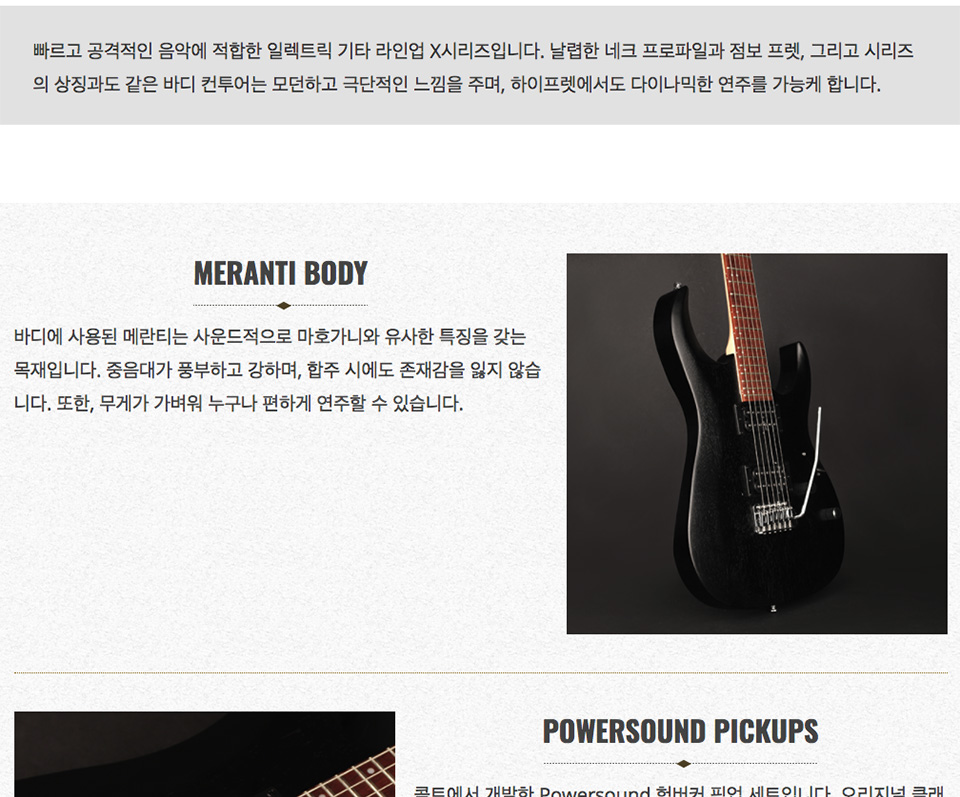 빠르고 공격적인 음악에 적합한 일렉트릭 기타 라인업 X시리즈입니다. 날렵한 네크 프로파일과 점보 프렛, 그리고 시리즈
의 상징과도 같은 바디 컨투어는 모던하고 극단적인 느낌을 주며, 하이프렛에서도 다이나믹한 연주를 가능케 합니다.
MERANTI BODY
바디에 사용된 메란티는 사운드적으로 마호가니와 유사한 특징을 갖는
목재입니다. 중음대가 풍부하고 강하며, 합주 시에도 존재감을 잃지 않습
니다. 또한, 무게가 가벼워 누구나 편하게 연주할 수 있습니다.
POWERSOUND PICKUPS
콜트에서 개발한 Powersound 험버커 픽업 세트입니다. 오리지널 클래